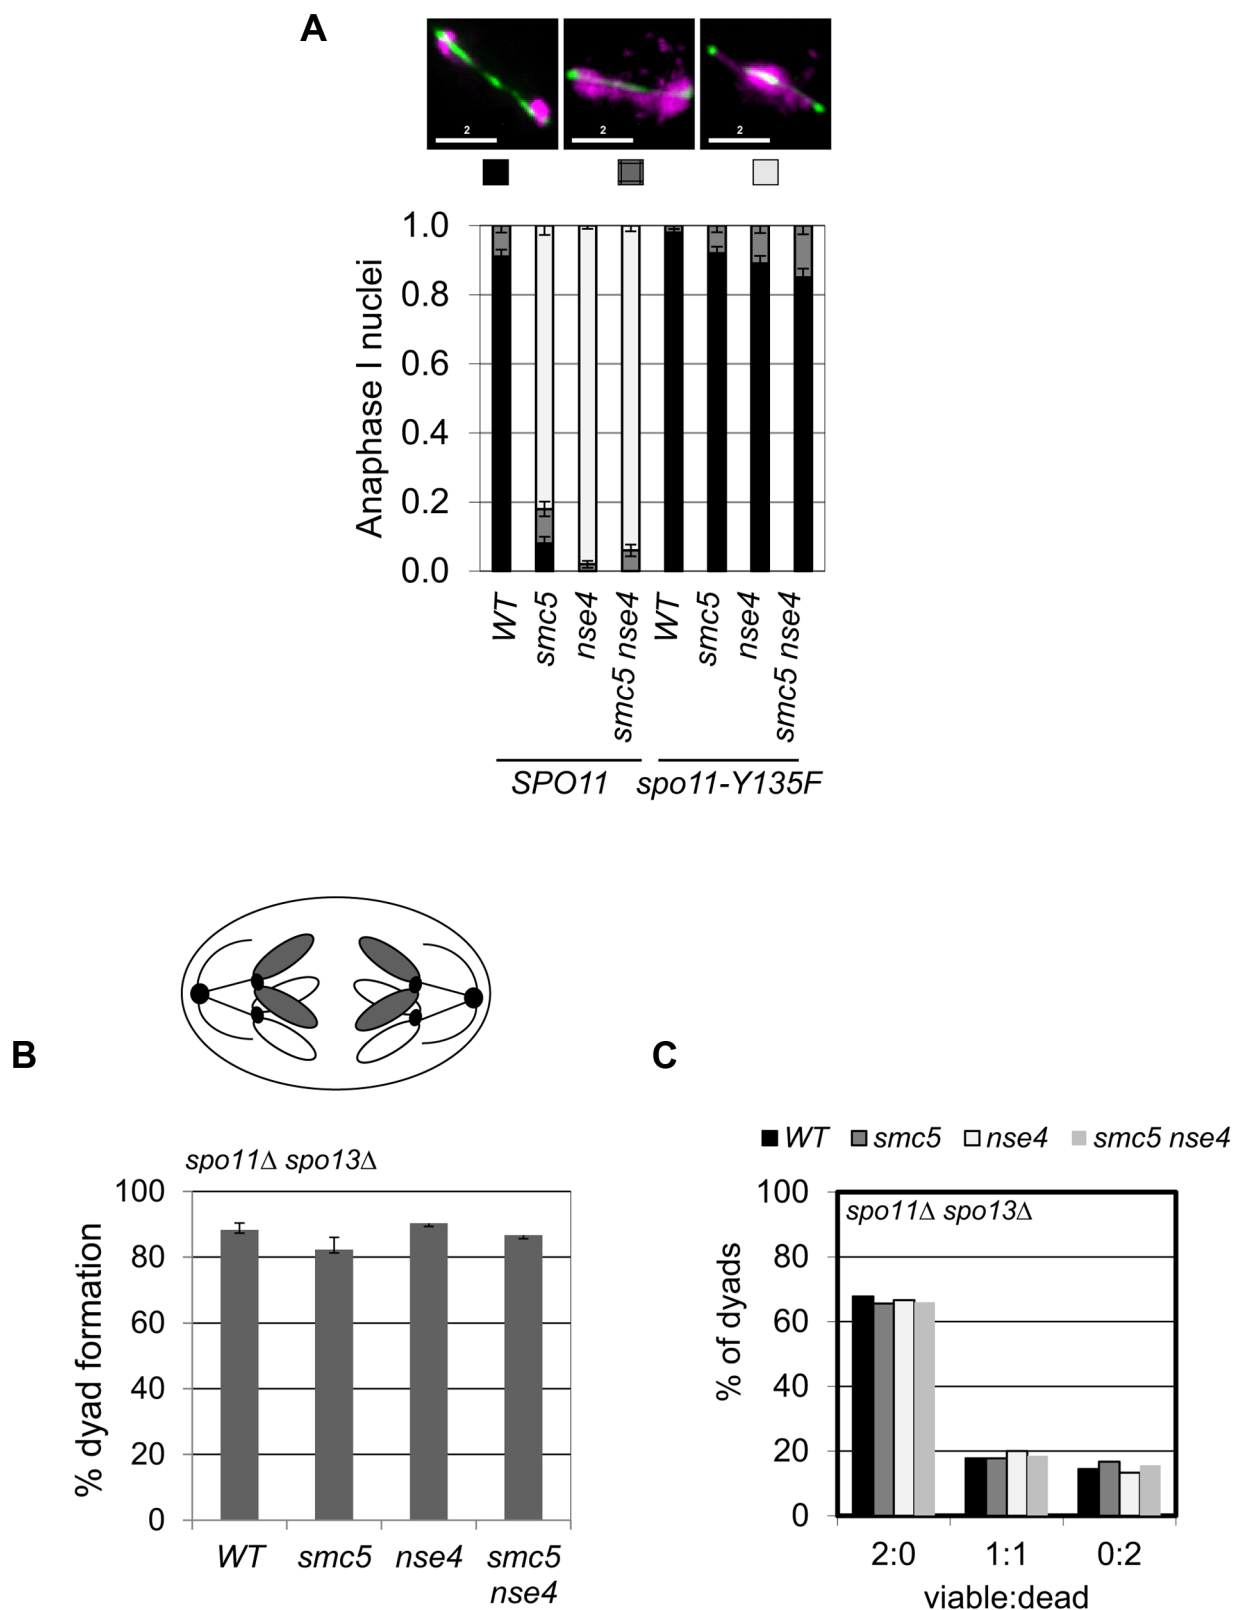 A
2 2 2
Anaphase I nuclei
1.0
0.8
0.6
0.4
0.2
0.0
WT smc5 nse4 smc5 nse4 WT smc5 nse4 smc5 nse4
SPO11 spo11-Y135F
B
spo11Δ spo13Δ
% dyad formation
100
80
60
40
20
0
WT smc5 nse4 smc5
nse4
C
WT smc5 nse4 smc5 nse4
spo11Δ spo13Δ
% of dyads
100
80
60
40
20
0
2:0 1:1 0:2
viable:dead